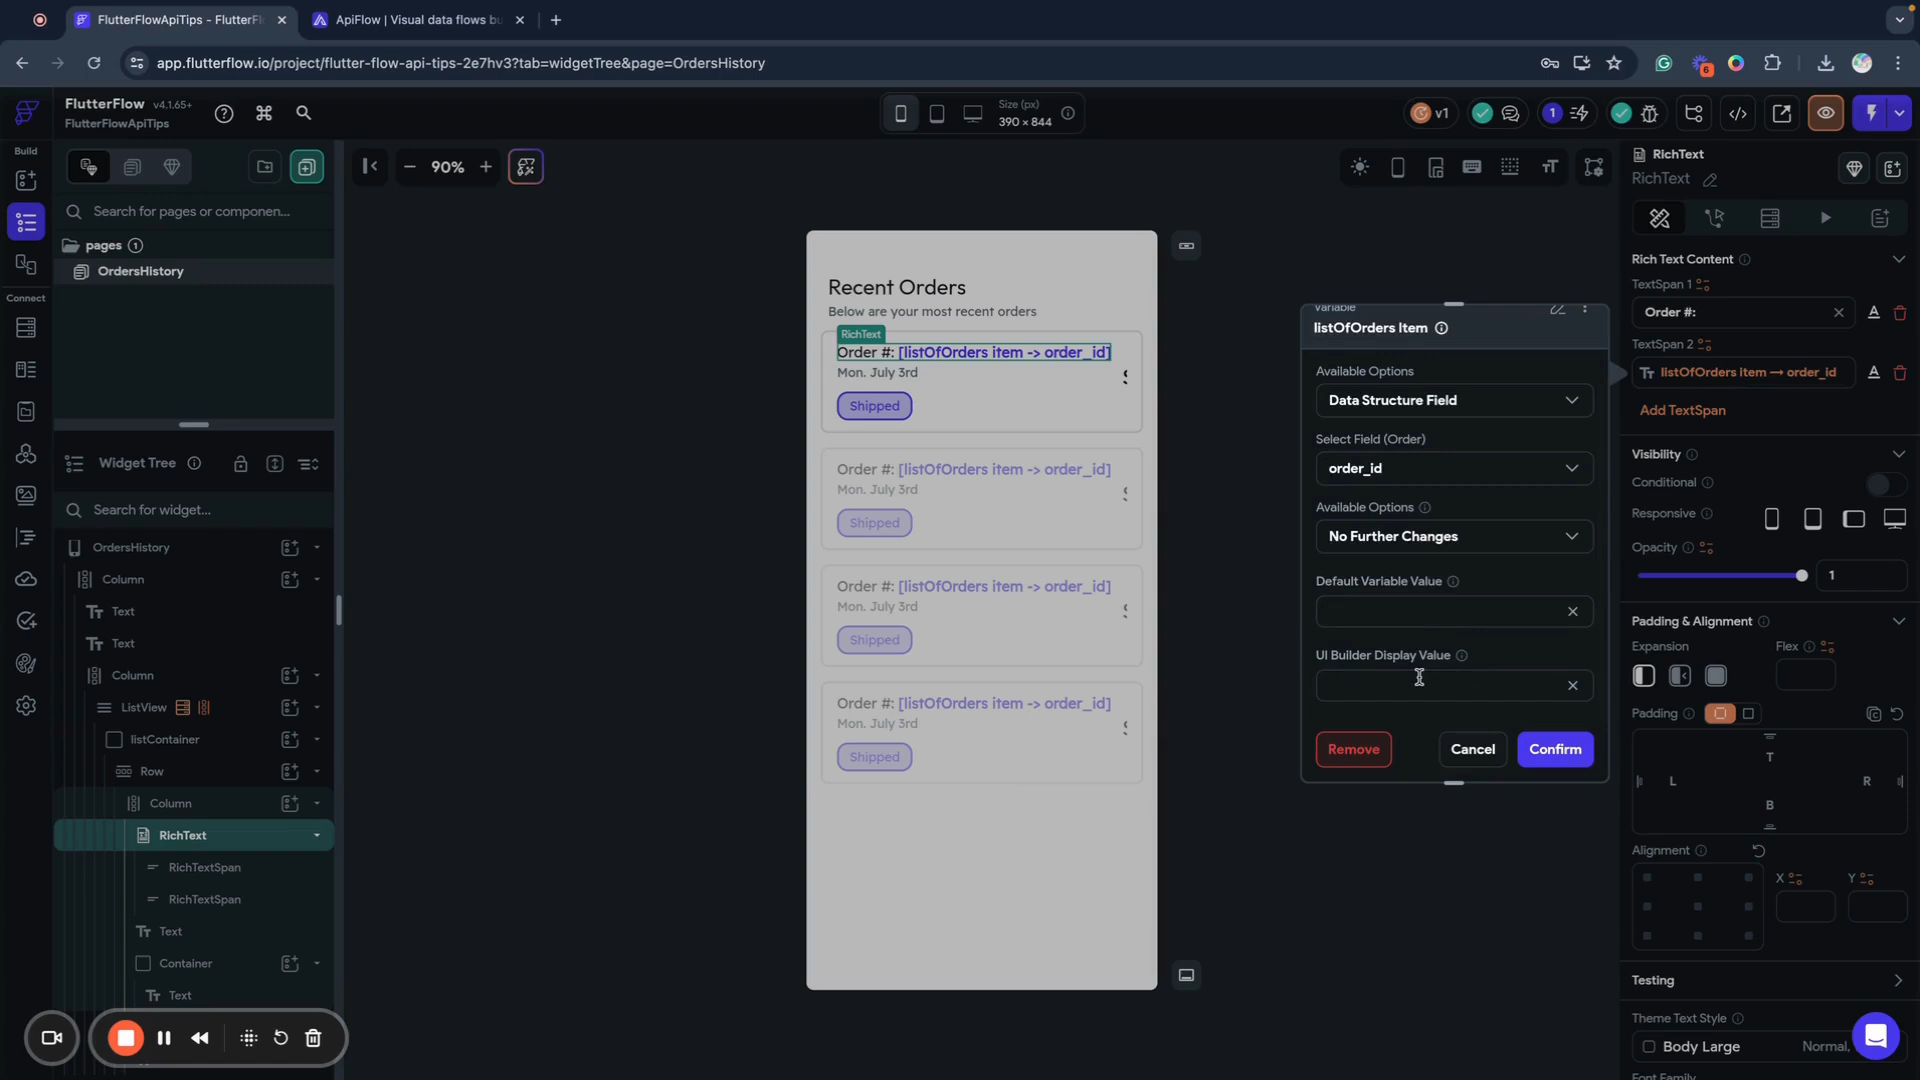 FlutterFlowApiTips - FlutterFl
ApiFlow | Visual data flows bu
app.flutterflow.io/project/flutter-flow-api-tips-2e7hv3?tab=widgetTree&page=OrdersHistory
6
FlutterFlow v4.1.65+
FlutterFlowApiTips
Size (px)
390 × 844
v1
1
Build
90%
Search for pages or componen...
pages 1
OrdersHistory
Connect
Widget Tree
Search for widget...
OrdersHistory
Column
Text
Text
Column
ListView
listContainer
Row
Column
RichText
RichTextSpan
RichTextSpan
Text
Container
Text
Recent Orders
Below are your most recent orders
RichText
Order #: [listOfOrders item -> order_id]
Mon. July 3rd
Shipped
Order #: [listOfOrders item -> order_id]
Mon. July 3rd
Shipped
Order #: [listOfOrders item -> order_id]
Mon. July 3rd
Shipped
Order #: [listOfOrders item -> order_id]
Mon. July 3rd
Shipped
Variable
listOfOrders Item
Available Options
Data Structure Field
Select Field (Order)
order_id
Available Options
No Further Changes
Default Variable Value
UI Builder Display Value
Remove
Cancel
Confirm
RichText
RichText
Rich Text Content
TextSpan 1
Order #:
TextSpan 2
listOfOrders Item → order_id
Add TextSpan
Visibility
Conditional
Responsive
Opacity
1
Padding & Alignment
Expansion
Flex
Padding
T
L
R
B
Alignment
X
Y
Testing
Theme Text Style
Body Large
Normal,
Font Family